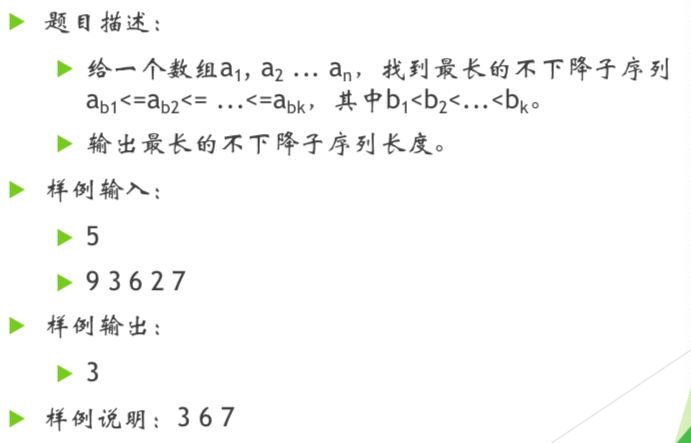 题目描述：
给一个数组a₁, a₂ ... aₙ，找到最长的不下降子序列
a_b1<=a_b2<= ...<=a_bk，其中b₁<b₂<...<bₖ。
输出最长的不下降子序列长度。
样例输入：
5
9 3 6 2 7
样例输出：
3
样例说明：3 6 7